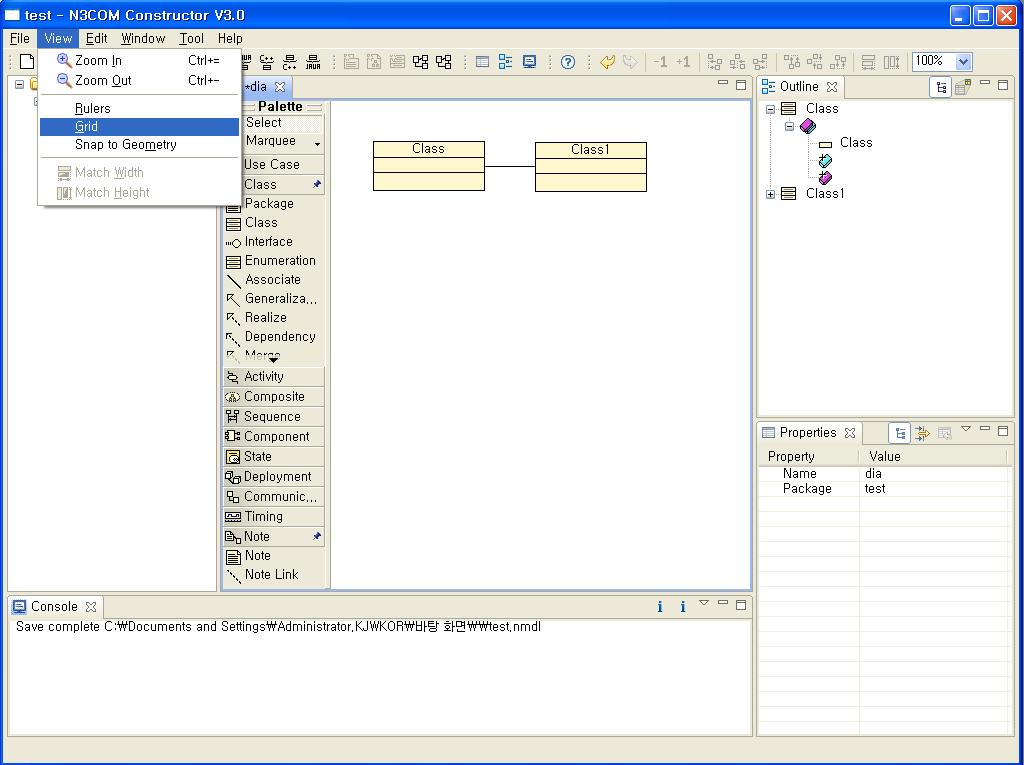 test - N3COM Constructor V3.0
File View Edit Window Tool Help
Zoom In Ctrl+=
Zoom Out Ctrl+-
Rulers
Grid
Snap to Geometry
Match Width
Match Height
JAVA
-1 +1
100%
*dia
Palette
Select
Marquee
Use Case
Class
Package
Class
Interface
Enumeration
Associate
Generaliza...
Realize
Dependency
Merge
Activity
Composite
Sequence
Component
State
Deployment
Communic...
Timing
Note
Note
Note Link
Class
Class1
Outline
Class
Class
Class1
Properties
Property Value
Name dia
Package test
Console
Save complete C:₩Documents and Settings₩Administrator.KJ₩KOR₩바탕 화면₩₩test.nmdl